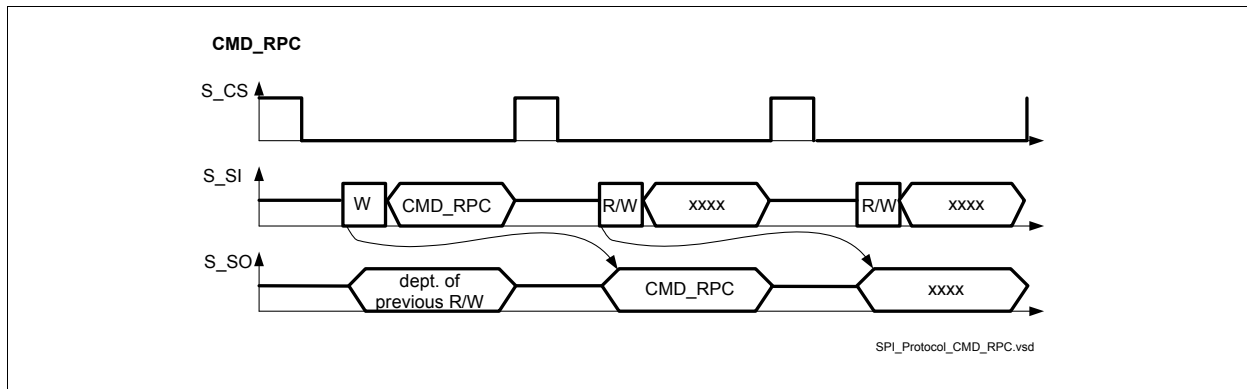 CMD_RPC
S_CS
S_SI
W
CMD_RPC
R/W
xxxx
R/W
xxxx
S_SO
dept. of
previous R/W
CMD_RPC
xxxx
SPI_Protocol_CMD_RPC.vsd